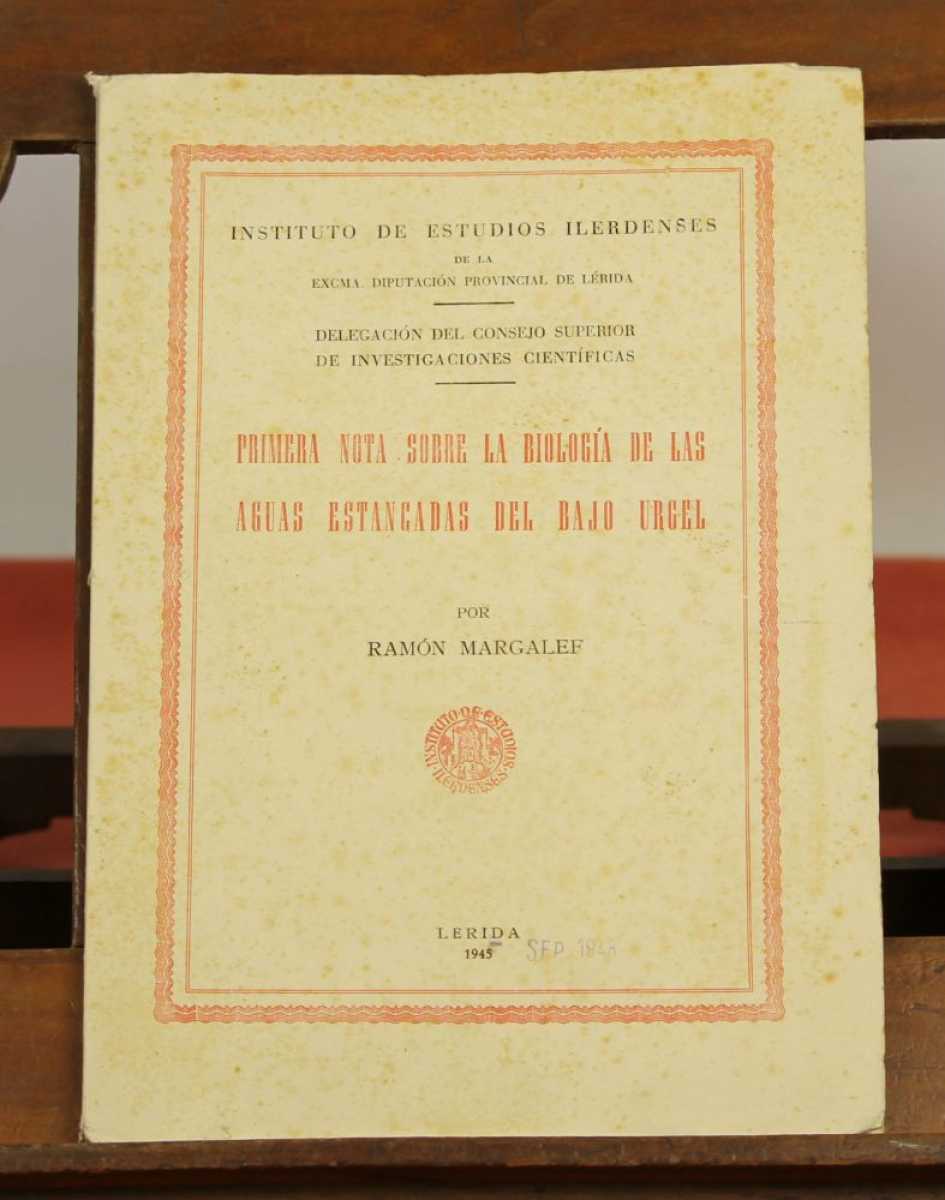 INSTITUTO DE ESTUDIOS ILERDENSES
DE LA
EXCMA. DIPUTACIÓN PROVINCIAL DE LÉRIDA
DELEGACIÓN DEL CONSEJO SUPERIOR
DE INVESTIGACIONES CIENTÍFICAS
PRIMERA NOTA SOBRE LA BIOLOGÍA DE LAS
AGUAS ESTANCADAS DEL BAJO URGEL
POR
RAMÓN MARGALEF
INSTITUTO·DE·ESTUDIOS·ILERDENSES·
LERIDA
1945 SEP